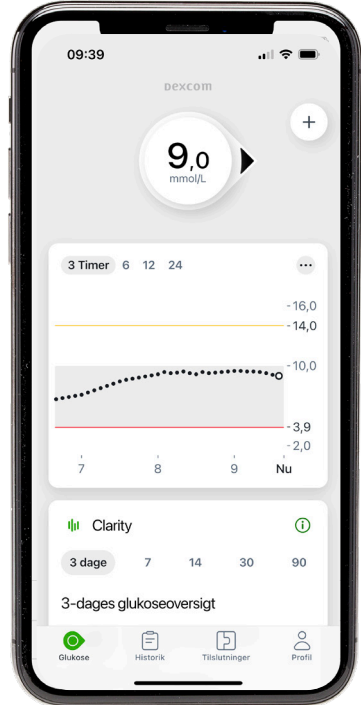 09:39
Dexcom
+
9,0
mmol/L
3 Timer 6 12 24
16,0
14,0
10,0
3,9
2,0
7 8 9 Nu
Clarity
3 dage 7 14 30 90
3-dages glukoseoversigt
Glukose Historik Tilslutninger Profil